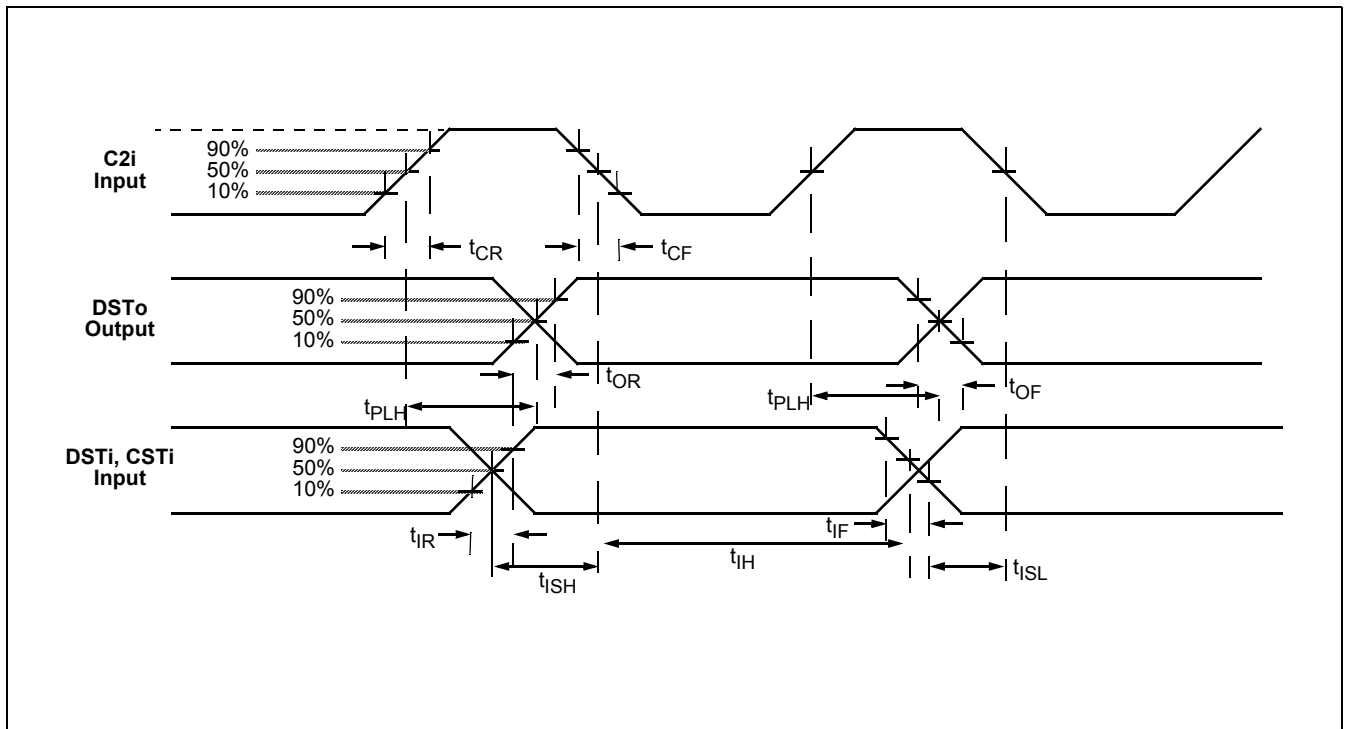 C2i
Input
90%
50%
10%
tCR
tCF
DSTo
Output
90%
50%
10%
tOR
tOF
tPLH
tPLH
DSTi, CSTi
Input
90%
50%
10%
tIR
tISH
tIH
tIF
tISL